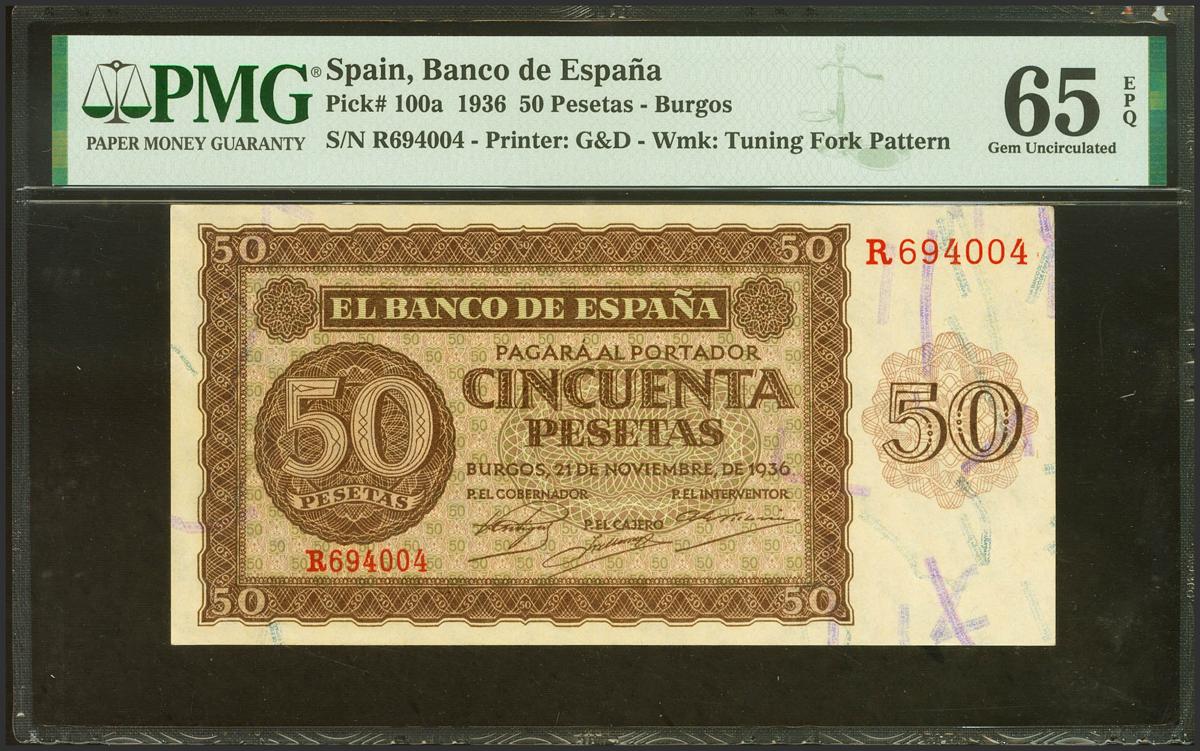 PMG® Spain, Banco de España
Pick# 100a 1936 50 Pesetas - Burgos
PAPER MONEY GUARANTY S/N R694004 - Printer: G&D - Wmk: Tuning Fork Pattern
65 EPQ
Gem Uncirculated
50 50
R694004
EL BANCO DE ESPAÑA
PAGARÁ AL PORTADOR
CINCUENTA
PESETAS
50
PESETAS
50
BURGOS, 21 DE NOVIEMBRE, DE 1936
P.EL GOBERNADOR P.EL INTERVENTOR
P.EL CAJERO
R694004
50 50